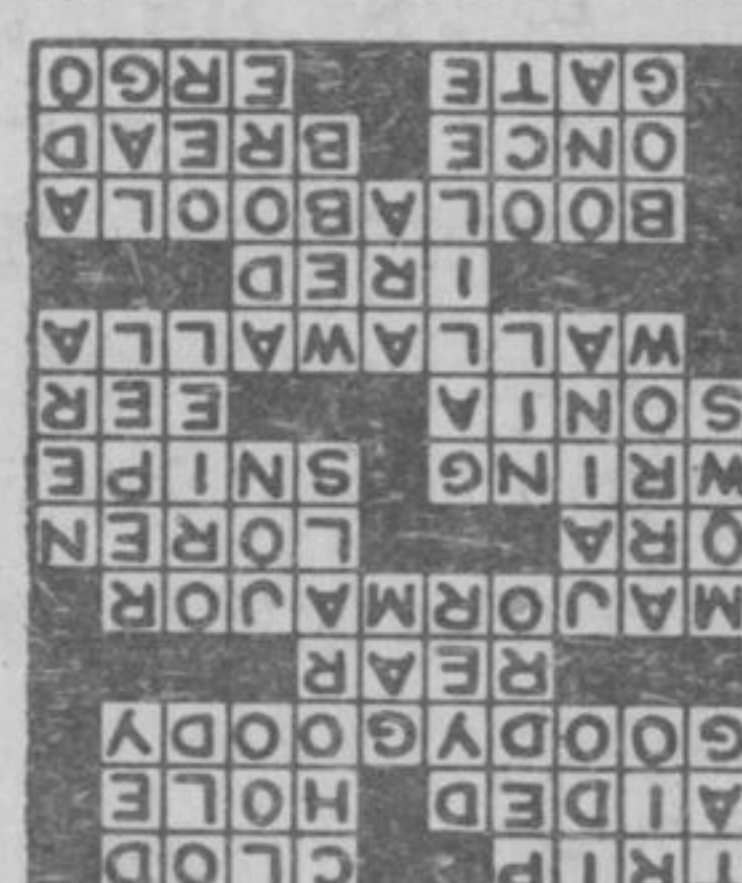 TRIP CLOD
AIDED HOLE
GOODYGOODY
REAR
MAJORMAJOR
ORA LOREN
WRING SNIPE
SONIA EER
WALLAWALLA
IRED
BOOLABOOLA
ONCE BREAD
GATE ERGO